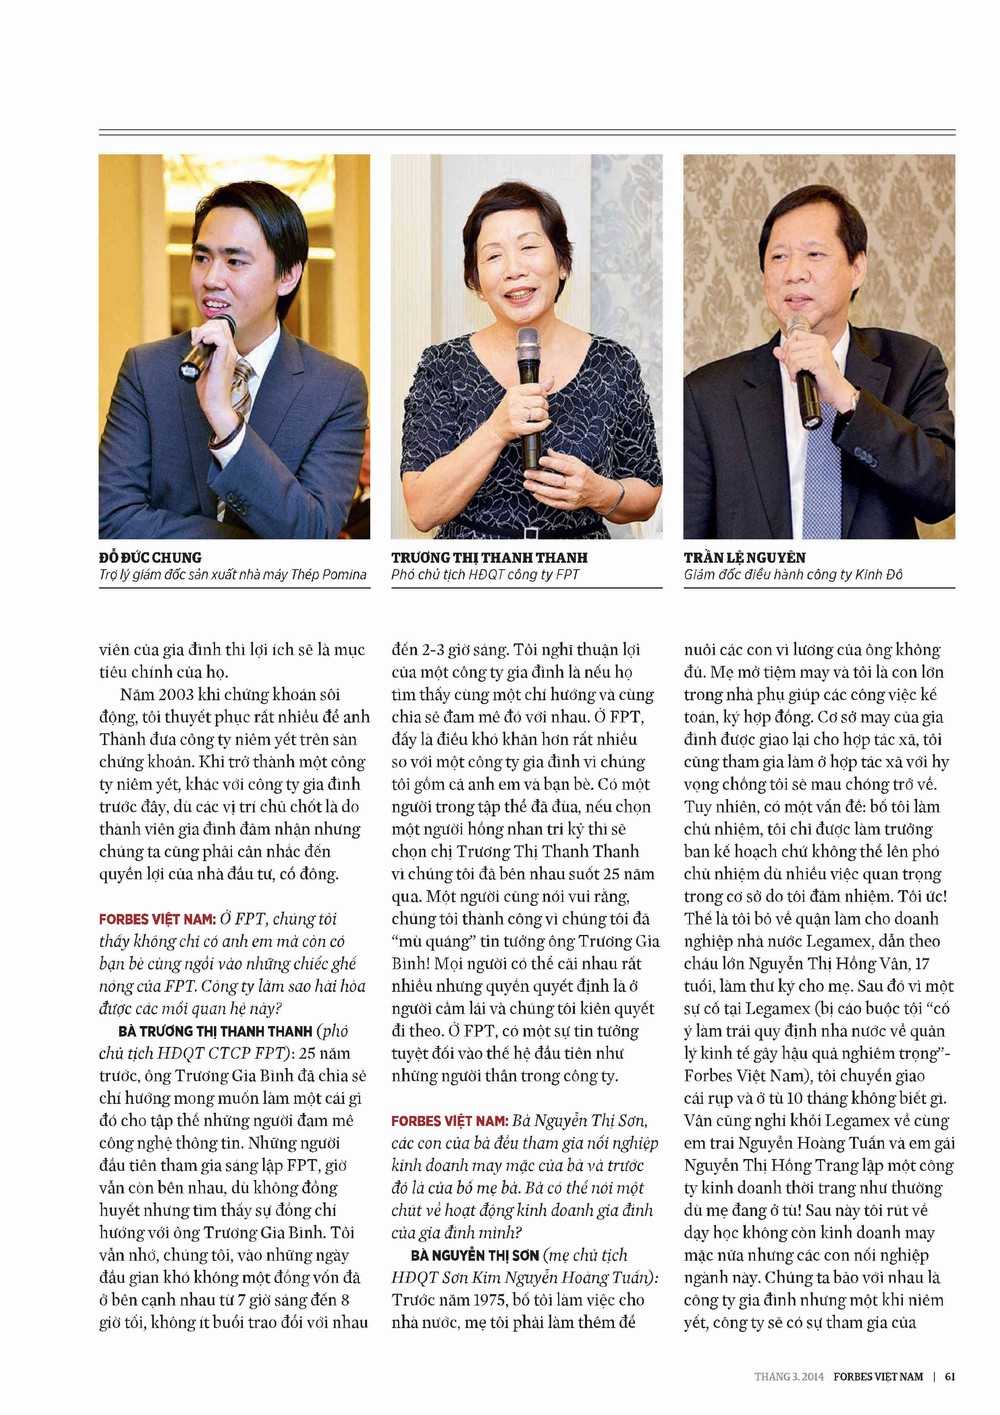 ĐỖ ĐỨC CHUNG
Trợ lý giám đốc sản xuất nhà máy Thép Pomina
TRƯƠNG THỊ THANH THANH
Phó chủ tịch HĐQT công ty FPT
TRẦN LỆ NGUYÊN
Giám đốc điều hành công ty Kinh Đô
viên của gia đình thì lợi ích sẽ là mục
tiêu chính của họ.
Năm 2003 khi chứng khoán sôi
động, tôi thuyết phục rất nhiều để anh
Thành đưa công ty niêm yết trên sàn
chứng khoán. Khi trở thành một công
ty niêm yết, khác với công ty gia đình
trước đây, dù các vị trí chủ chốt là do
thành viên gia đình đảm nhận nhưng
chúng ta cũng phải cân nhắc đến
quyền lợi của nhà đầu tư, cổ đông.
FORBES VIỆT NAM: Ở FPT, chúng tôi
thấy không chỉ có anh em mà còn có
bạn bè cùng ngồi vào những chiếc ghế
nóng của FPT. Công ty làm sao hài hòa
được các mối quan hệ này?
BÀ TRƯƠNG THỊ THANH THANH (phó
chủ tịch HĐQT CTCP FPT): 25 năm
trước, ông Trương Gia Bình đã chia sẻ
chí hướng mong muốn làm một cái gì
đó cho tập thể những người đam mê
công nghệ thông tin. Những người
đầu tiên tham gia sáng lập FPT, giờ
vẫn còn bên nhau, dù không đồng
huyết nhưng tìm thấy sự đồng chí
hướng với ông Trương Gia Bình. Tôi
vẫn nhớ, chúng tôi, vào những ngày
đầu gian khó không một đồng vốn đã
ở bên cạnh nhau từ 7 giờ sáng đến 8
giờ tối, không ít buổi trao đổi với nhau
đến 2-3 giờ sáng. Tôi nghĩ thuận lợi
của một công ty gia đình là nếu họ
tìm thấy cùng một chí hướng và cùng
chia sẻ đam mê đó với nhau. Ở FPT,
đấy là điều khó khăn hơn rất nhiều
so với một công ty gia đình vì chúng
tôi gồm cả anh em và bạn bè. Có một
người trong tập thể đã đùa, nếu chọn
một người hồng nhan tri kỷ thì sẽ
chọn chị Trương Thị Thanh Thanh
vì chúng tôi đã bên nhau suốt 25 năm
qua. Một người cũng nói vui rằng,
chúng tôi thành công vì chúng tôi đã
“mù quáng” tin tưởng ông Trương Gia
Bình! Mọi người có thể cãi nhau rất
nhiều nhưng quyền quyết định là ở
người cầm lái và chúng tôi kiên quyết
đi theo. Ở FPT, có một sự tin tưởng
tuyệt đối vào thế hệ đầu tiên như
những người thân trong công ty.
FORBES VIỆT NAM: Bà Nguyễn Thị Sơn,
các con của bà đều tham gia nối nghiệp
kinh doanh may mặc của bà và trước
đó là của bố mẹ bà. Bà có thể nói một
chút về hoạt động kinh doanh gia đình
của gia đình mình?
BÀ NGUYỄN THỊ SƠN (mẹ chủ tịch
HĐQT Sơn Kim Nguyễn Hoàng Tuấn):
Trước năm 1975, bố tôi làm việc cho
nhà nước, mẹ tôi phải làm thêm để
nuôi các con vì lương của ông không
đủ. Mẹ mở tiệm may và tôi là con lớn
trong nhà phụ giúp các công việc kế
toán, ký hợp đồng. Cơ sở may của gia
đình được giao lại cho hợp tác xã, tôi
cũng tham gia làm ở hợp tác xã với hy
vọng chồng tôi sẽ mau chóng trở về.
Tuy nhiên, có một vấn đề: bố tôi làm
chủ nhiệm, tôi chỉ được làm trưởng
ban kế hoạch chứ không thể lên phó
chủ nhiệm dù nhiều việc quan trọng
trong cơ sở do tôi đảm nhiệm. Tôi ức!
Thế là tôi bỏ về quận làm cho doanh
nghiệp nhà nước Legamex, dẫn theo
cháu lớn Nguyễn Thị Hồng Vân, 17
tuổi, làm thư ký cho mẹ. Sau đó vì một
sự cố tại Legamex (bị cáo buộc tội “cố
ý làm trái quy định nhà nước về quản
lý kinh tế gây hậu quả nghiêm trọng”-
Forbes Việt Nam), tôi chuyển giao
cái rụp và ở tù 10 tháng không biết gì.
Vân cũng nghỉ khỏi Legamex về cùng
em trai Nguyễn Hoàng Tuấn và em gái
Nguyễn Thị Hồng Trang lập một công
ty kinh doanh thời trang như thường
dù mẹ đang ở tù! Sau này tôi rút về
dạy học không còn kinh doanh may
mặc nữa nhưng các con nối nghiệp
ngành này. Chúng ta bảo với nhau là
công ty gia đình nhưng một khi niêm
yết, công ty sẽ có sự tham gia của
THÁNG 3. 2014 FORBES VIỆT NAM | 61